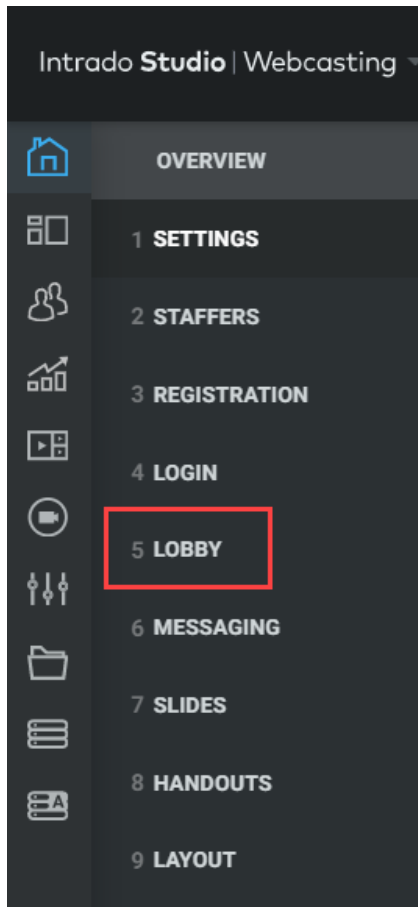 Intrado Studio | Webcasting
OVERVIEW
1 SETTINGS
2 STAFFERS
3 REGISTRATION
4 LOGIN
5 LOBBY
6 MESSAGING
7 SLIDES
8 HANDOUTS
A
9 LAYOUT